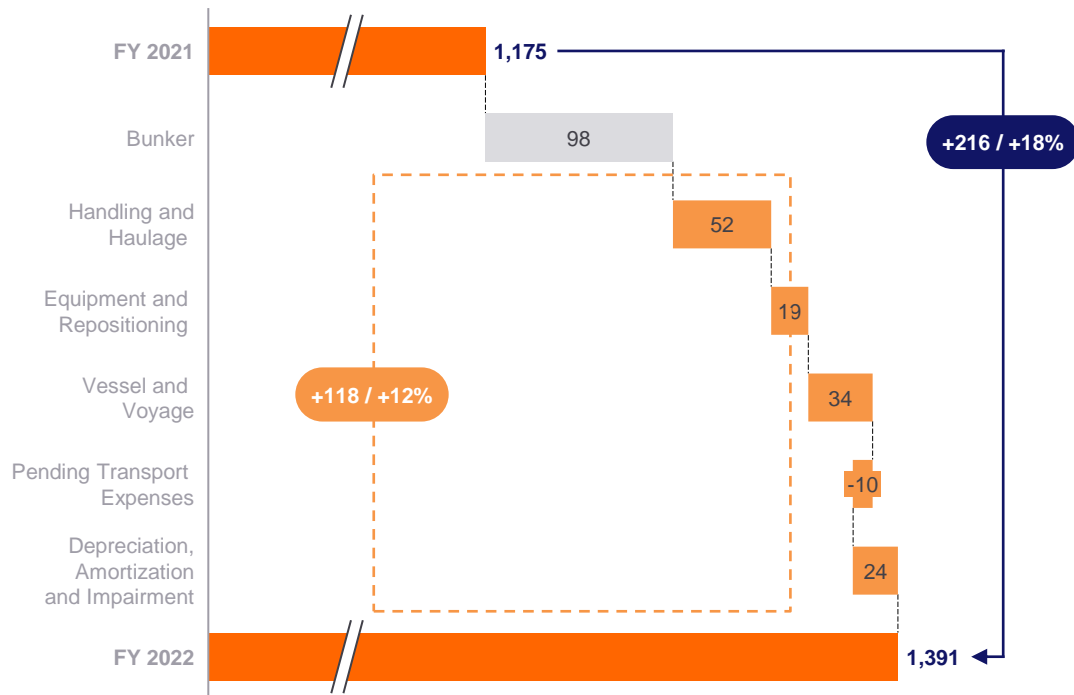 FY 2021
1,175
+216 / +18%
Bunker
98
Handling and
Haulage
52
Equipment and
Repositioning
19
Vessel and
Voyage
34
+118 / +12%
Pending Transport
Expenses
-10
Depreciation,
Amortization
and Impairment
24
FY 2022
1,391